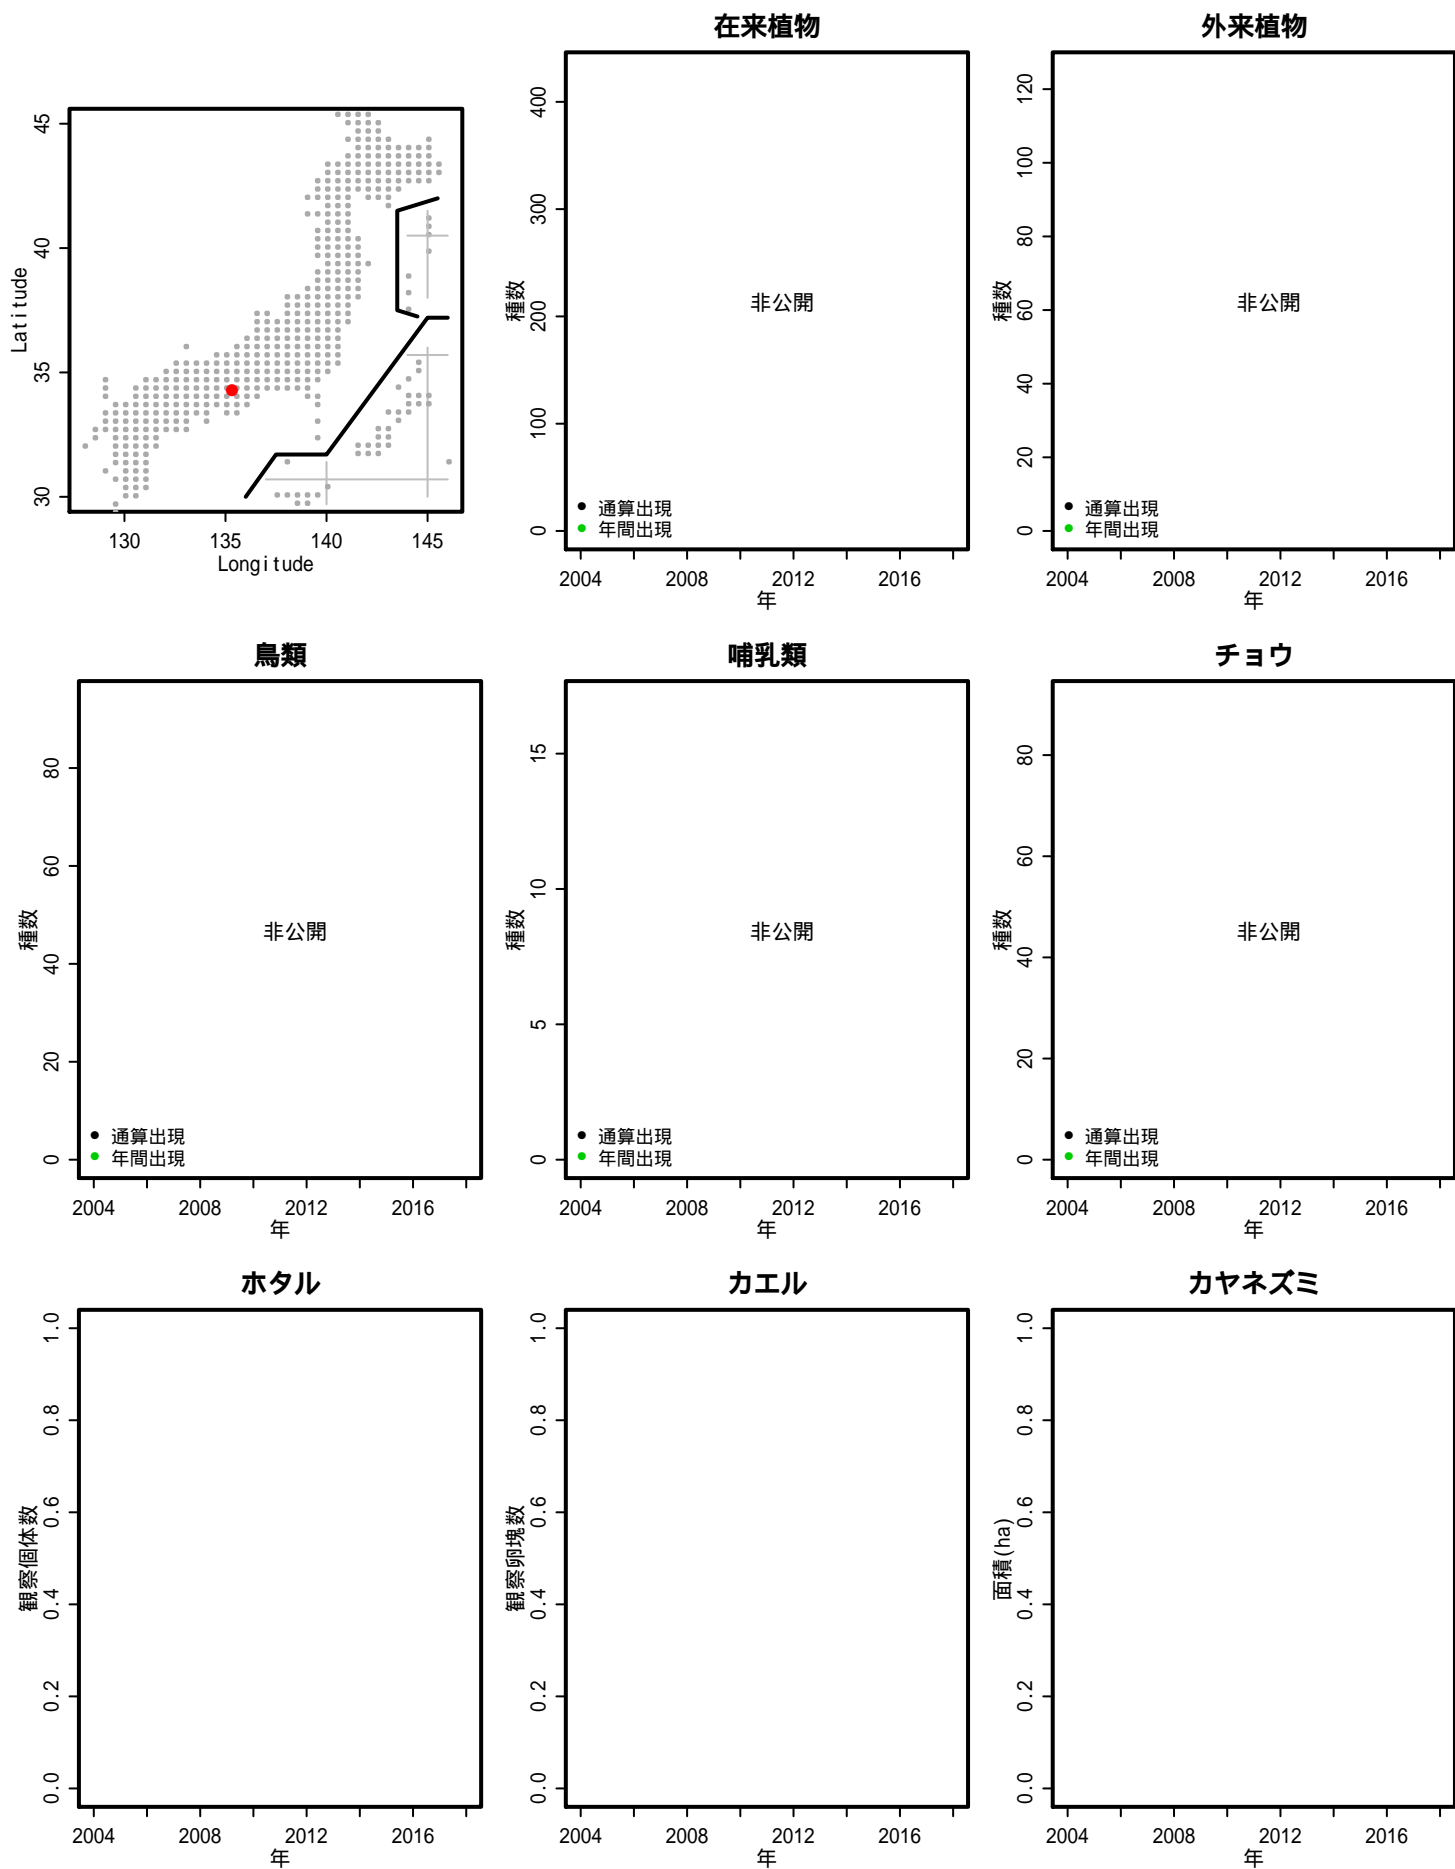 45
40
35
30
Latitude
130 135 140 145
Longitude
在来植物
400
300
200
100
0
種数
非公開
通算出現
年間出現
2004 2008 2012 2016
年
外来植物
120
100
80
60
40
20
0
種数
非公開
通算出現
年間出現
2004 2008 2012 2016
年
鳥類
80
60
40
20
0
種数
非公開
通算出現
年間出現
2004 2008 2012 2016
年
哺乳類
15
10
5
0
種数
非公開
通算出現
年間出現
2004 2008 2012 2016
年
チョウ
80
60
40
20
0
種数
非公開
通算出現
年間出現
2004 2008 2012 2016
年
ホタル
1.0
0.8
0.6
0.4
0.2
0.0
観察個体数
2004 2008 2012 2016
年
カエル
1.0
0.8
0.6
0.4
0.2
0.0
観察卵塊数
2004 2008 2012 2016
年
カヤネズミ
1.0
0.8
0.6
0.4
0.2
0.0
面積(ha)
2004 2008 2012 2016
年